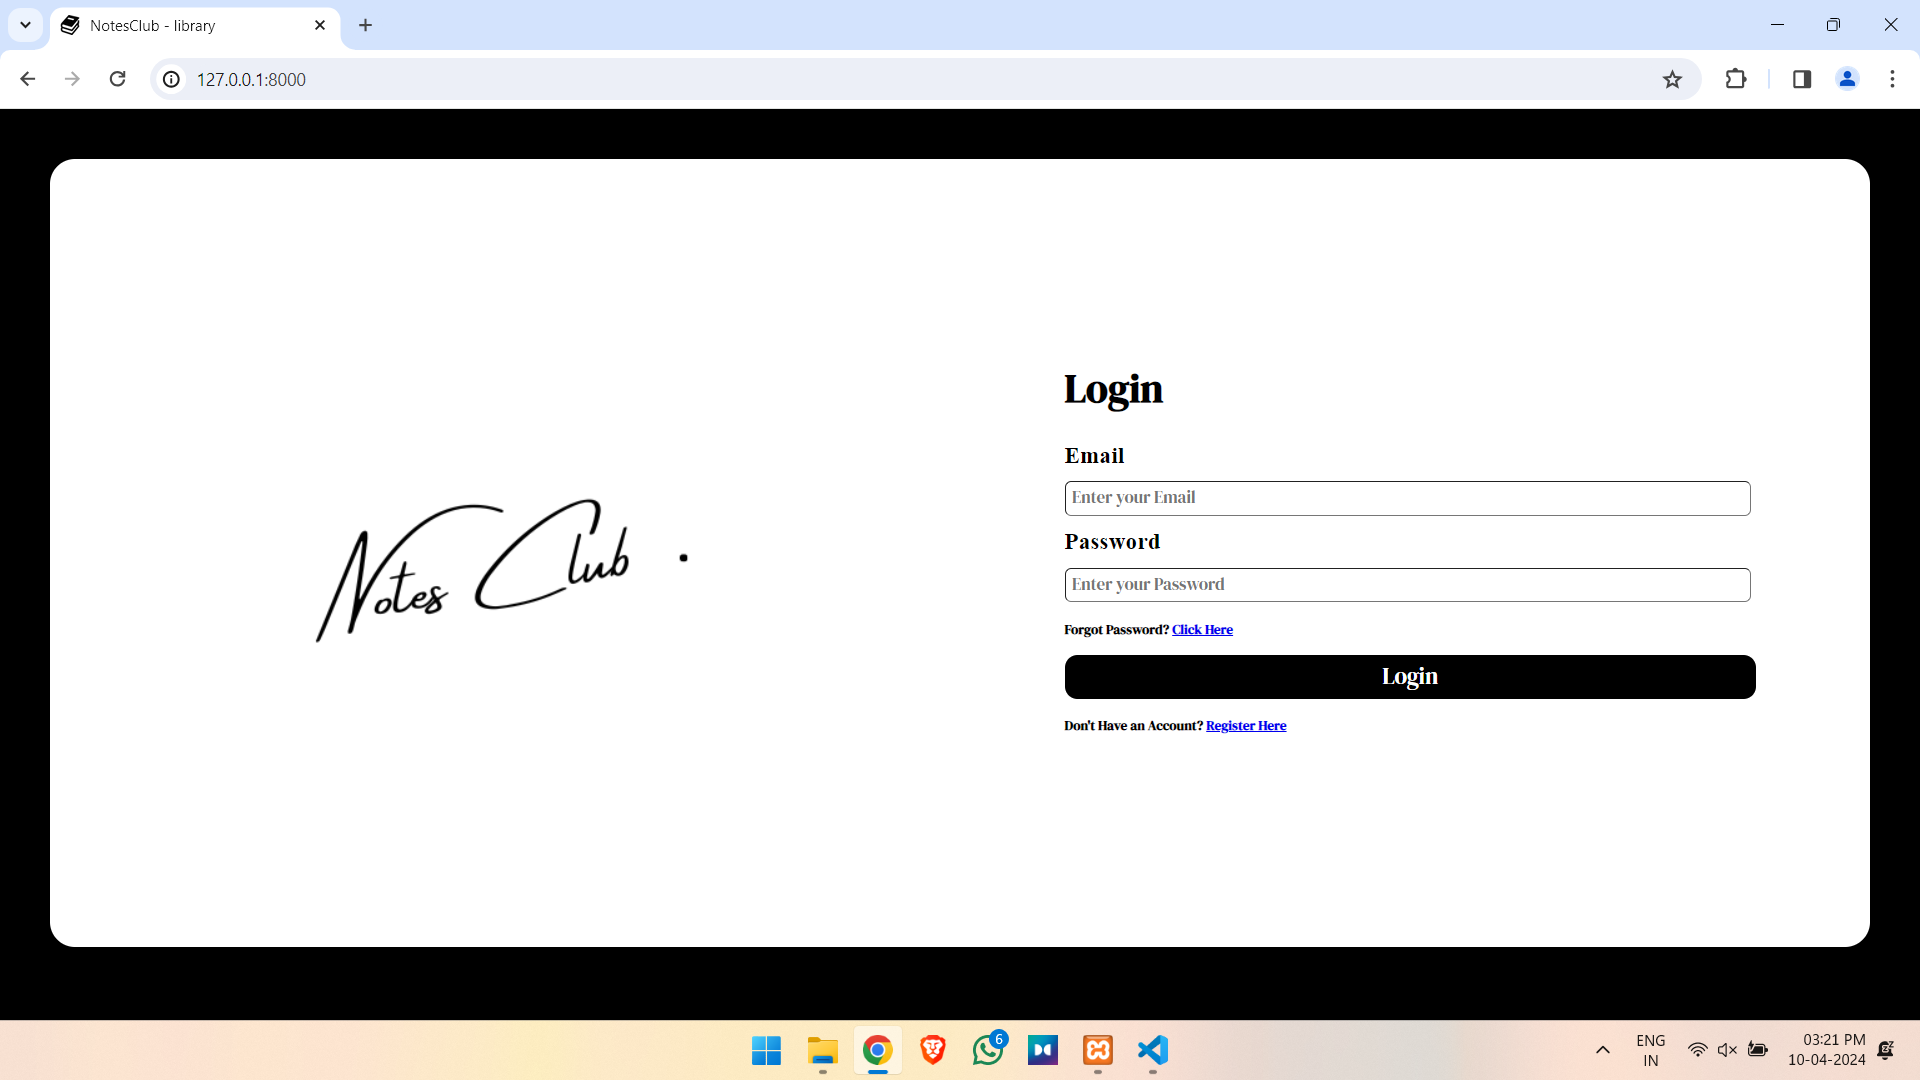 NotesClub - library
127.0.0.1:8000
Login
Email
Enter your Email
Notes Club .
Password
Enter your Password
Forgot Password? Click Here
Login
Don't Have an Account? Register Here
6
ENG
IN
03:21 PM
10-04-2024